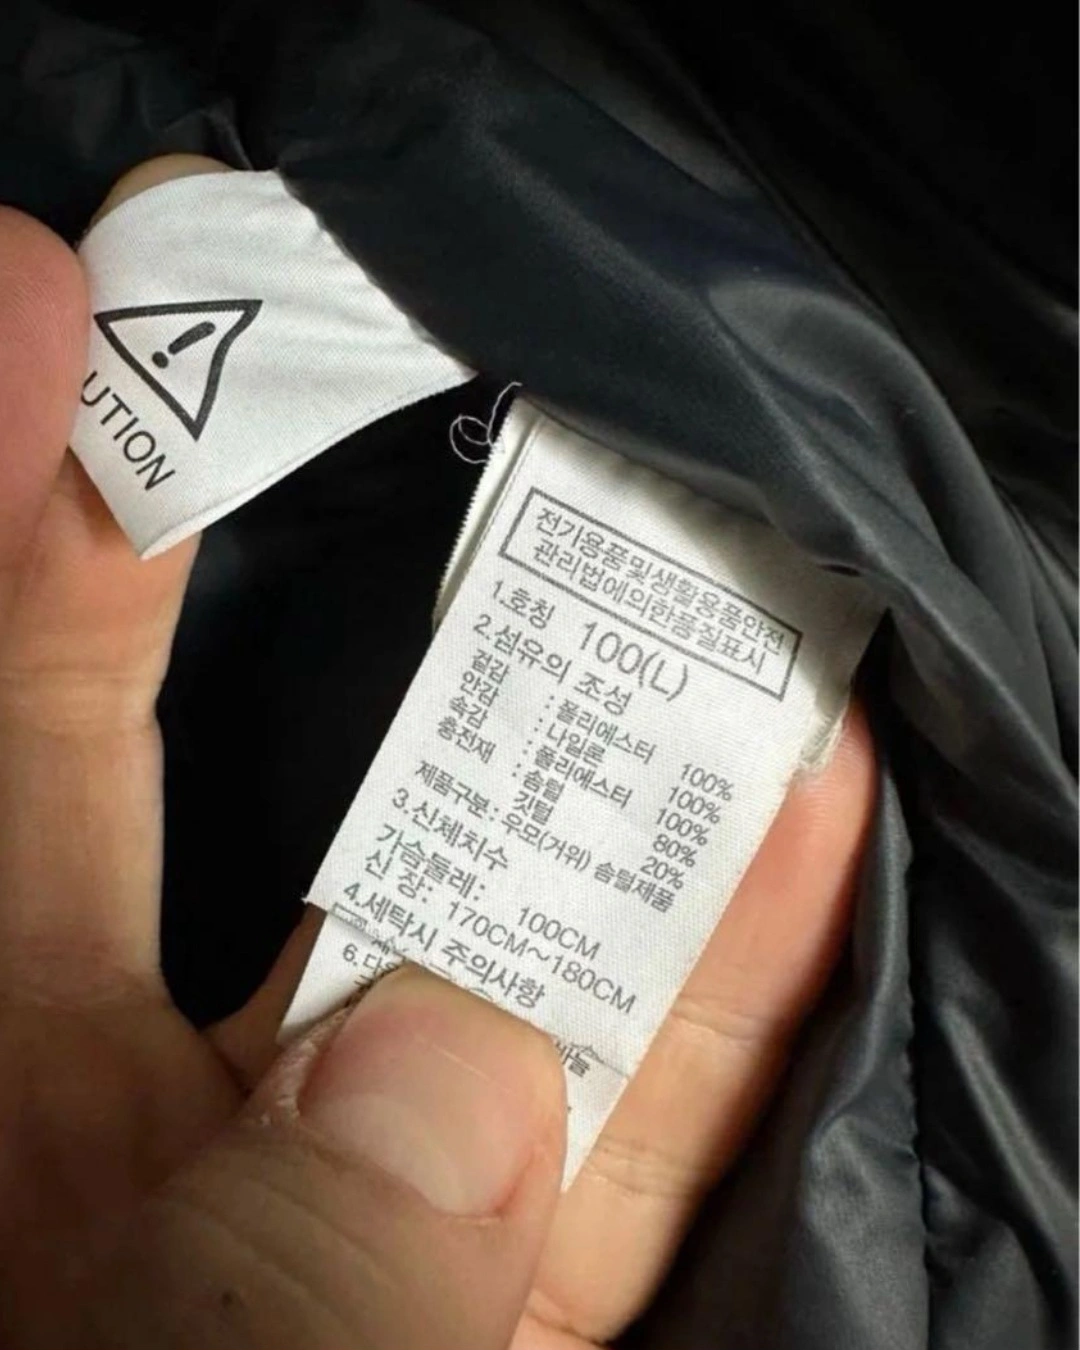 UTION
전기용품및생활용품안전
관리법에의한품질표시
1.호칭 100(L)
2.섬유의 조성
겉감 : 폴리에스터 100%
안감 : 나일론 100%
속감 : 폴리에스터 100%
충전재 : 솜털 80%
깃털 20%
제품구분: 우모(거위) 솜털제품
3.신체치수
가슴둘레: 100CM
신 장: 170CM~180CM
4.세탁시 주의사항
6.다